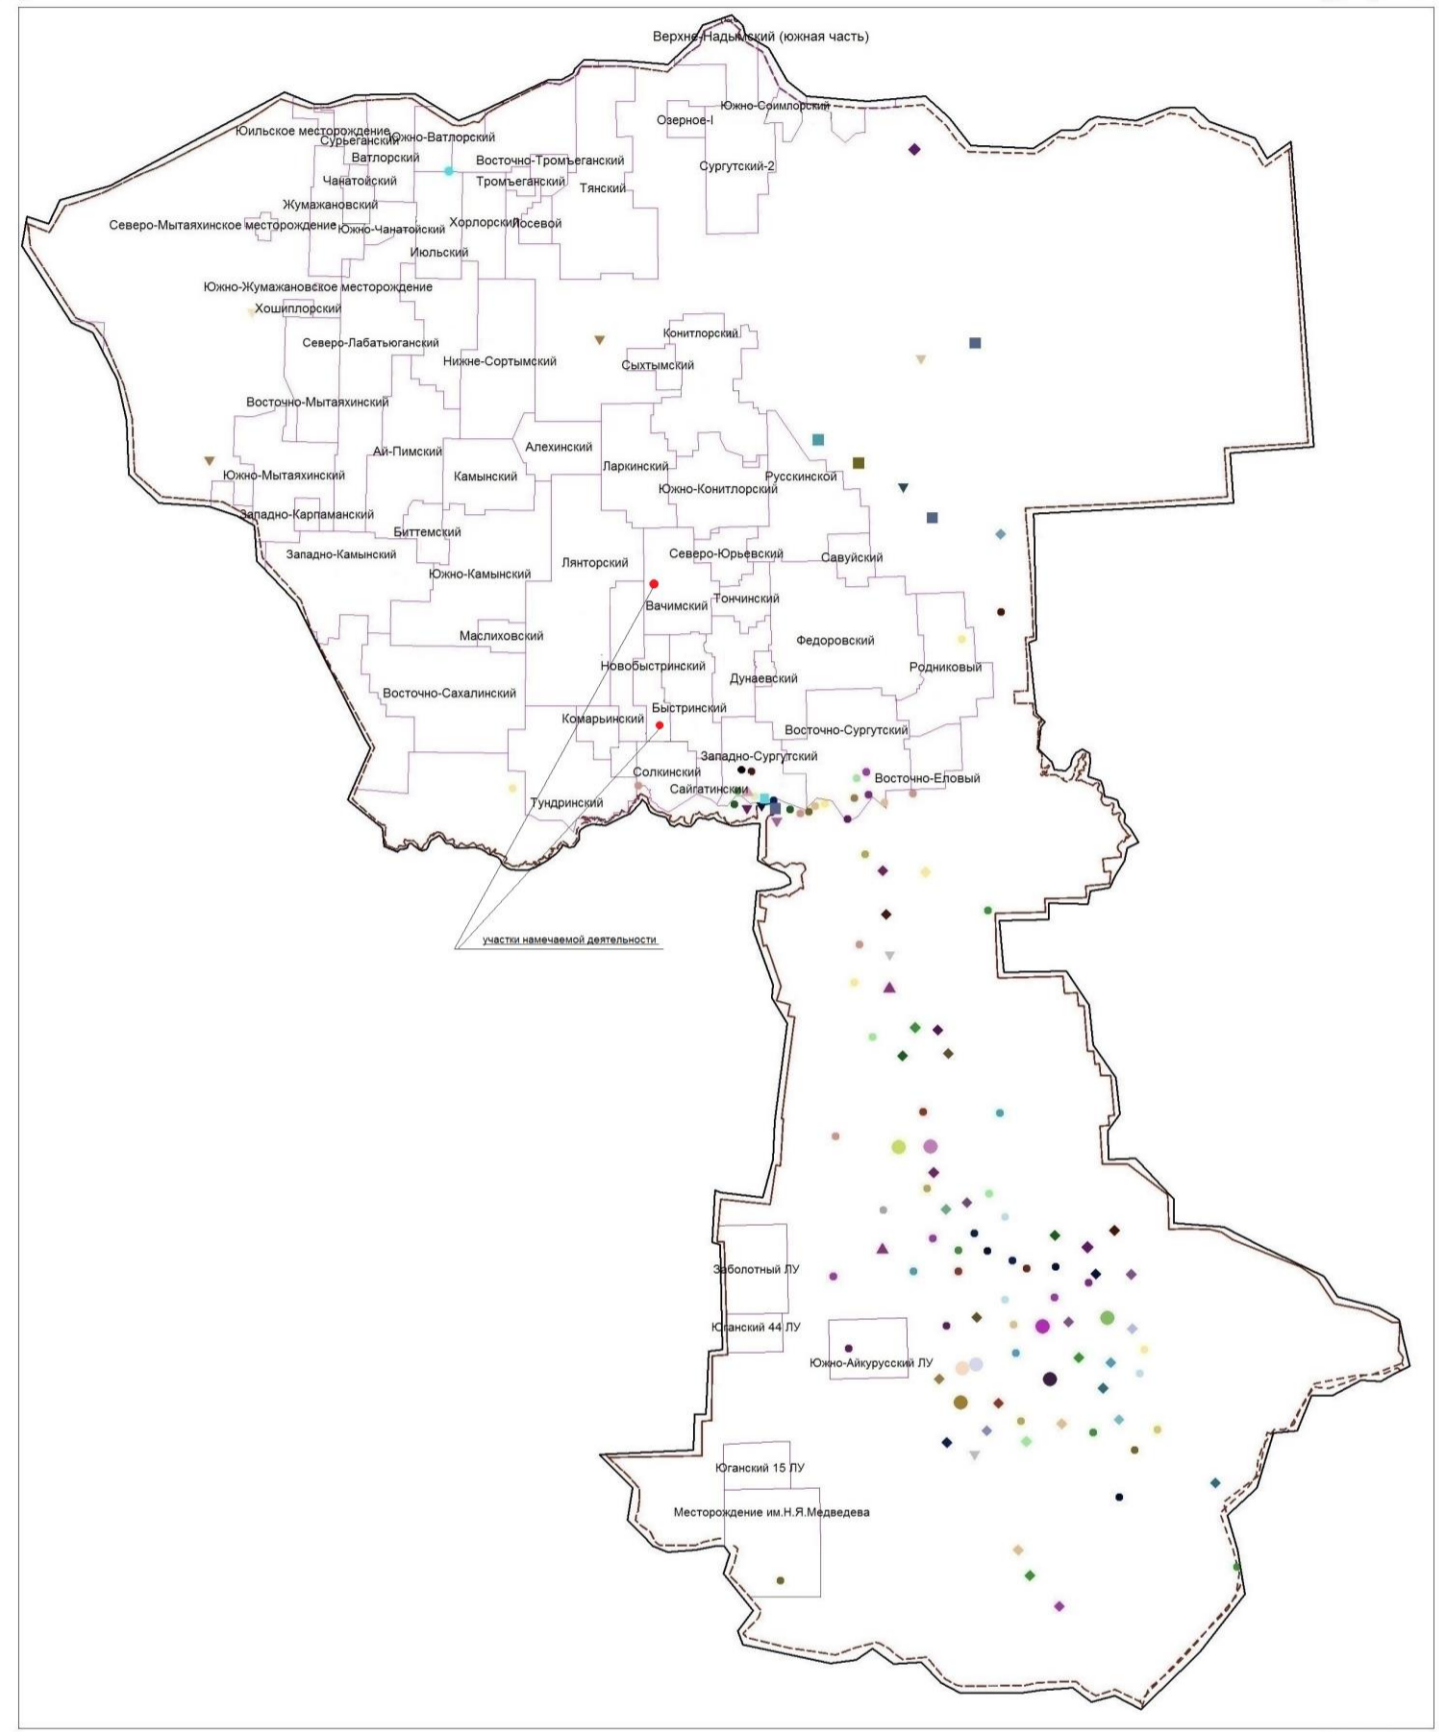 Верхне-Надымский (южная часть)
Южно-Соимлорский
Озерное-I
Юильское месторождение
Сурьеганский
Южно-Ватлорский
Ватлорский
Восточно-Тромъеганский
Сургутский-2
Чанатойский
Тромъеганский
Тянский
Жумажановский
Северо-Мытаяхинское месторождение
Южно-Чанатойский
Хорлорский
Лосевой
Июльский
Южно-Жумажановское месторождение
Хошиплорский
Северо-Лабатьюганский
Конитлорский
Нижне-Сортымский
Сыхтымский
Восточно-Мытаяхинский
Ай-Пимский
Алехинский
Южно-Мытаяхинский
Камынский
Ларкинский
Русскинской
Южно-Конитлорский
Западно-Карпаманский
Биттемский
Западно-Камынский
Лянторский
Северо-Юрьевский
Савуйский
Южно-Камынский
Тончинский
Вачимский
Маслиховский
Федоровский
Новобыстринский
Родниковый
Дунаевский
Восточно-Сахалинский
Быстринский
Комарьинский
Восточно-Сургутский
Западно-Сургутский
Солкинский
Восточно-Еловый
Сайгатинский
Тундринский
участки намечаемой деятельности
Заболотный ЛУ
Юганский 44 ЛУ
Южно-Айкурусский ЛУ
Юганский 15 ЛУ
Месторождение им.Н.Я.Медведева